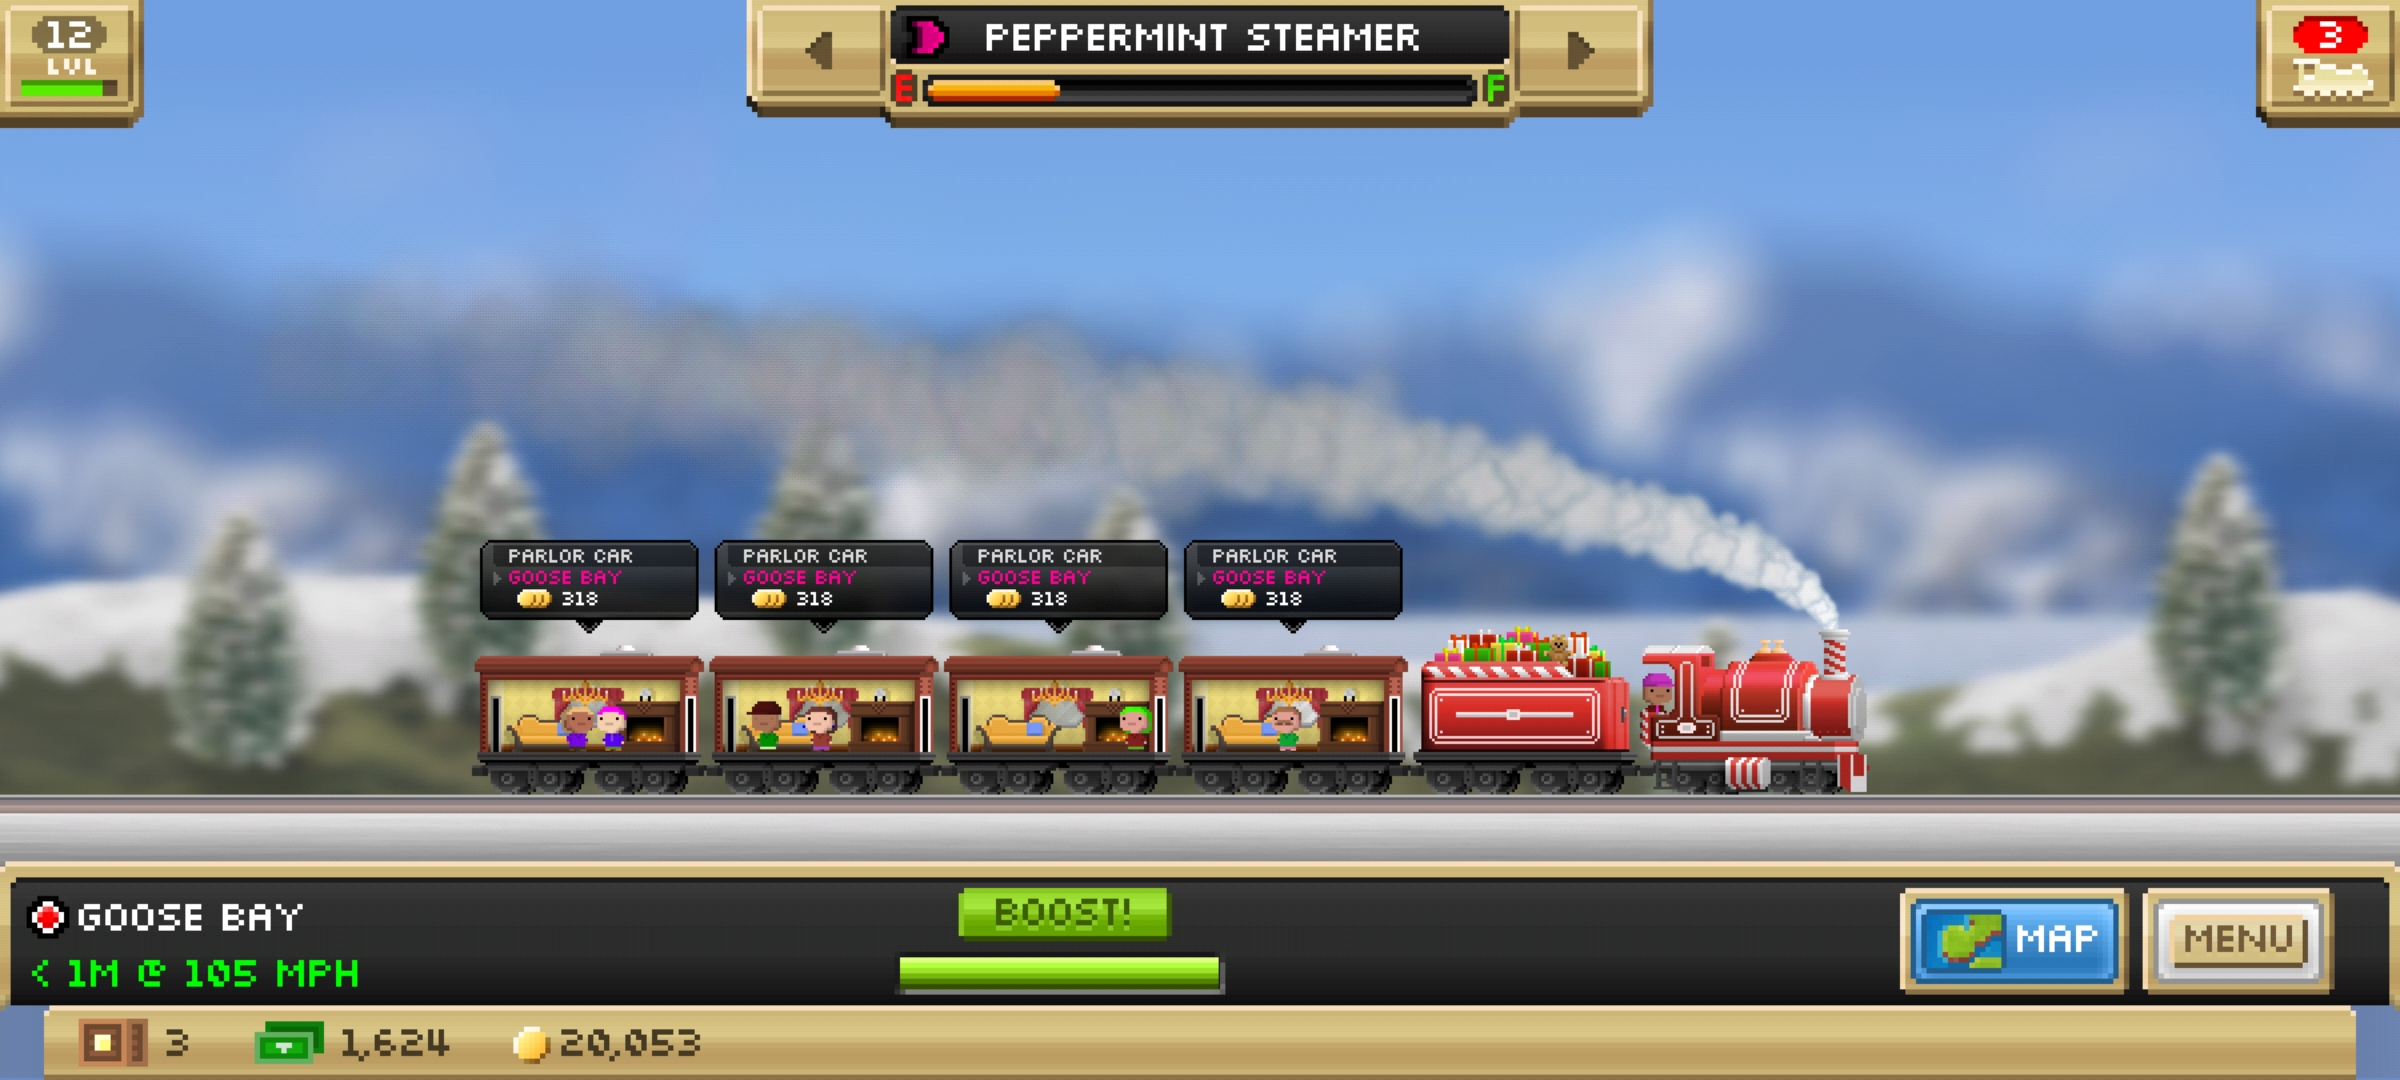 12
LVL
PEPPERMINT STEAMER
E F
3
PARLOR CAR
GOOSE BAY
318
PARLOR CAR
GOOSE BAY
318
PARLOR CAR
GOOSE BAY
318
PARLOR CAR
GOOSE BAY
318
GOOSE BAY
< 1M @ 105 MPH
BOOST!
MAP
MENU
3
1,624
20,053